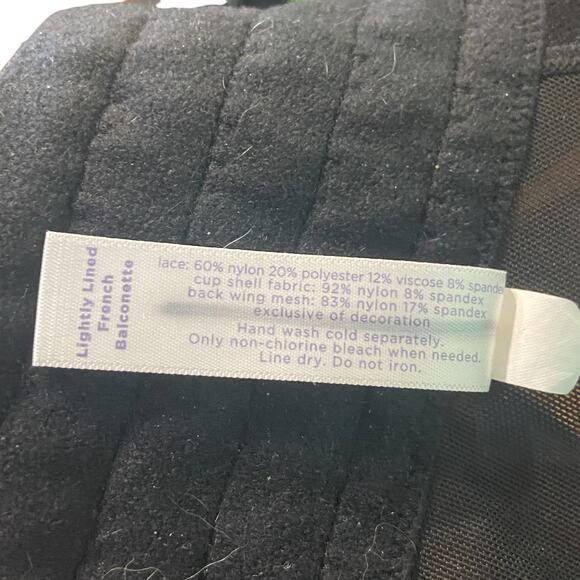 Lightly Lined
French
Balconette
lace: 60% nylon 20% polyester 12% viscose 8% spande
cup shell fabric: 92% nylon 8% spandex
back wing mesh: 83% nylon 17% spandex
exclusive of decoration
Hand wash cold separately.
Only non-chlorine bleach when needed.
Line dry. Do not iron.